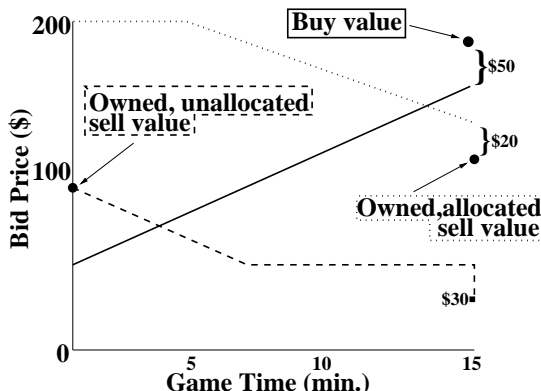 200
Buy value
$50
Owned, unallocated
sell value
$20
100
Owned,allocated
sell value
$30
0
5
10
15
Game Time (min.)
Bid Price ($)